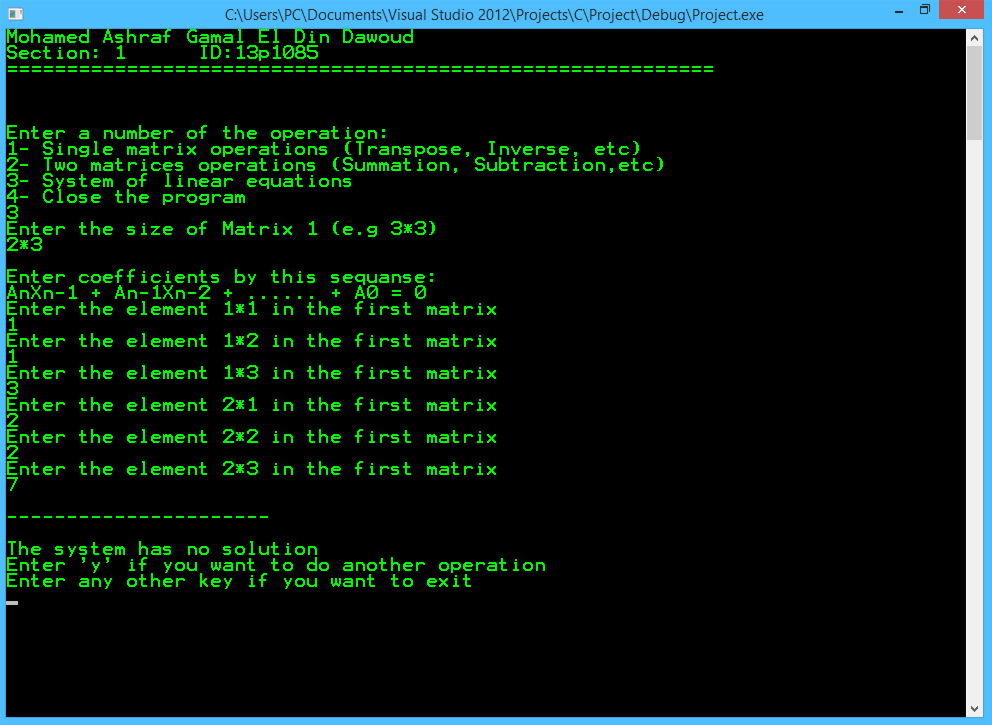 C:\Users\PC\Documents\Visual Studio 2012\Projects\C\Project\Debug\Project.exe
Mohamed Ashraf Gamal El Din Dawoud
Section: 1      ID:13p1085
===========================================================
Enter a number of the operation:
1- Single matrix operations (Transpose, Inverse, etc)
2- Two matrices operations (Summation, Subtraction,etc)
3- System of linear equations
4- Close the program
3
Enter the size of Matrix 1 (e.g 3*3)
2*3
Enter coefficients by this sequanse:
AnXn-1 + An-1Xn-2 + ...... + A0 = 0
Enter the element 1*1 in the first matrix
1
Enter the element 1*2 in the first matrix
1
Enter the element 1*3 in the first matrix
3
Enter the element 2*1 in the first matrix
2
Enter the element 2*2 in the first matrix
2
Enter the element 2*3 in the first matrix
7
----------------------
The system has no solution
Enter 'y' if you want to do another operation
Enter any other key if you want to exit